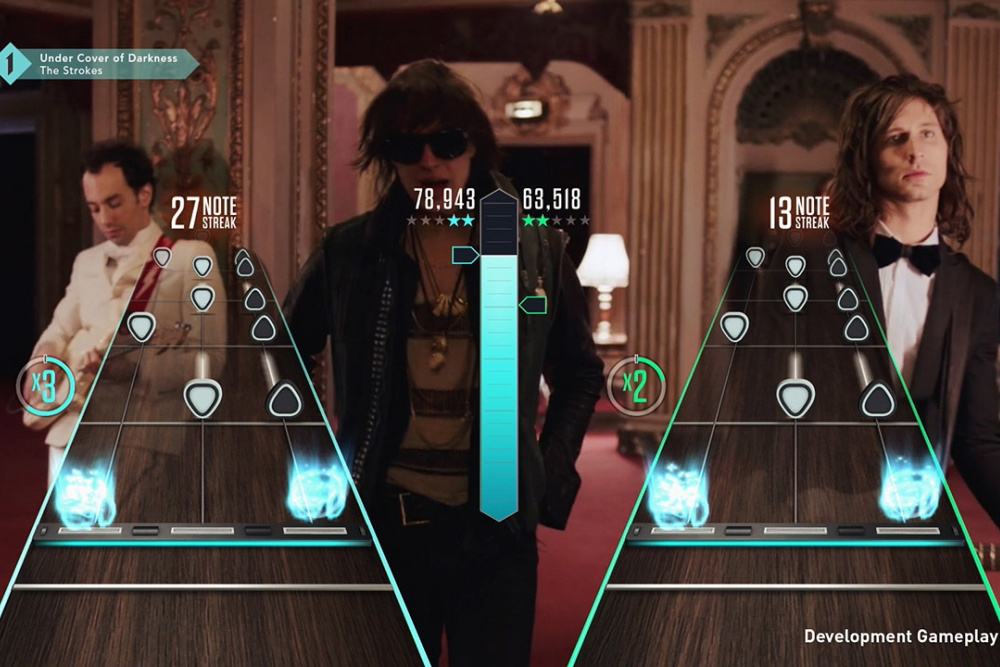 1
Under Cover of Darkness
The Strokes
78,943
63,518
27 NOTE
STREAK
13 NOTE
STREAK
x3
x2
Development Gameplay